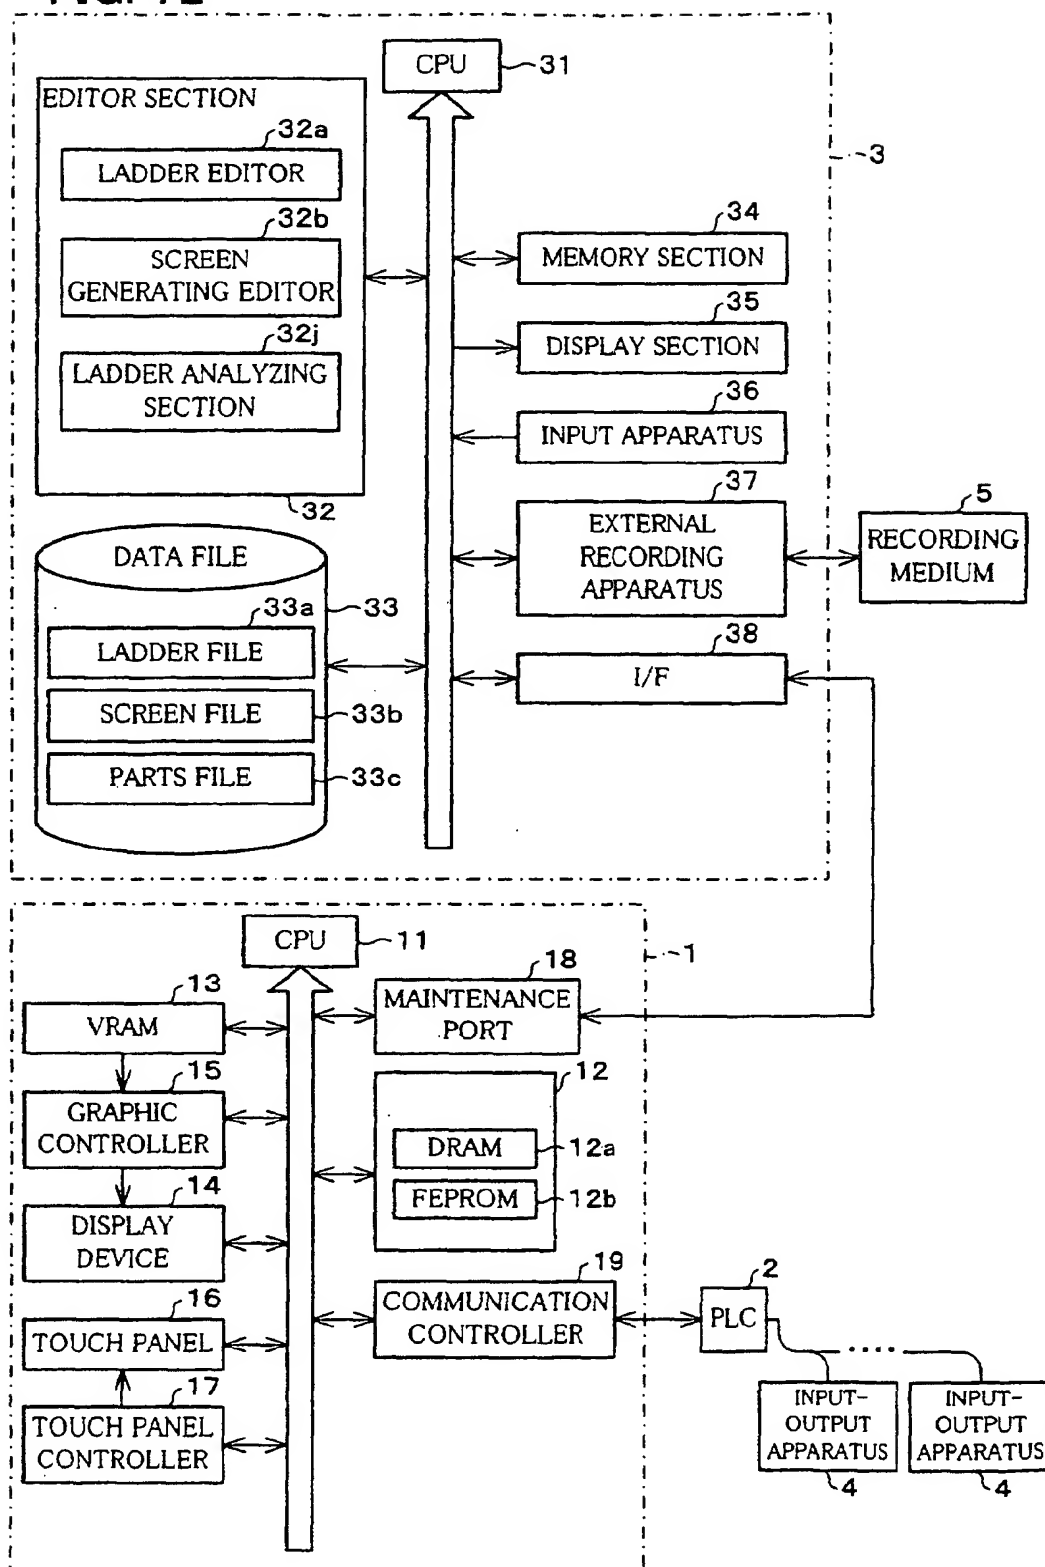 CPU
31
EDITOR SECTION
32a
LADDER EDITOR
3
32b
SCREEN
GENERATING EDITOR
34
MEMORY SECTION
32j
LADDER ANALYZING
SECTION
35
DISPLAY SECTION
36
INPUT APPARATUS
32
37
EXTERNAL
RECORDING
APPARATUS
5
RECORDING
MEDIUM
DATA FILE
33
33a
LADDER FILE
38
I/F
SCREEN FILE
33b
PARTS FILE
33c
CPU
11
1
13
VRAM
18
MAINTENANCE
PORT
15
GRAPHIC
CONTROLLER
12
DRAM
12a
FEPROM
12b
14
DISPLAY
DEVICE
19
COMMUNICATION
CONTROLLER
2
PLC
16
TOUCH PANEL
17
TOUCH PANEL
CONTROLLER
INPUT-
OUTPUT
APPARATUS
4
INPUT-
OUTPUT
APPARATUS
4